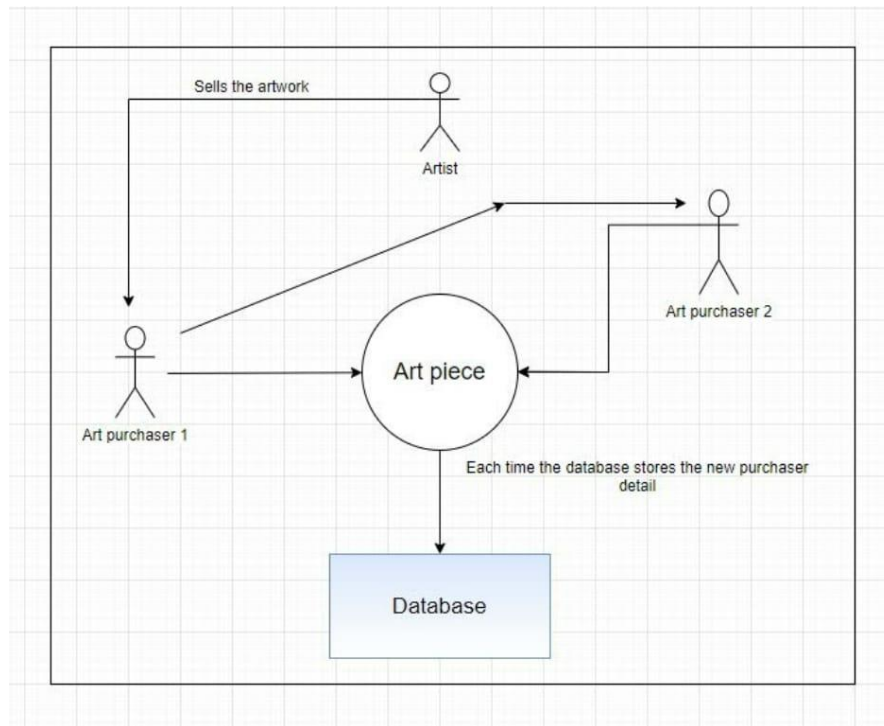 Sells the artwork
Artist
Art purchaser 2
Art piece
Art purchaser 1
Each time the database stores the new purchaser
detail
Database